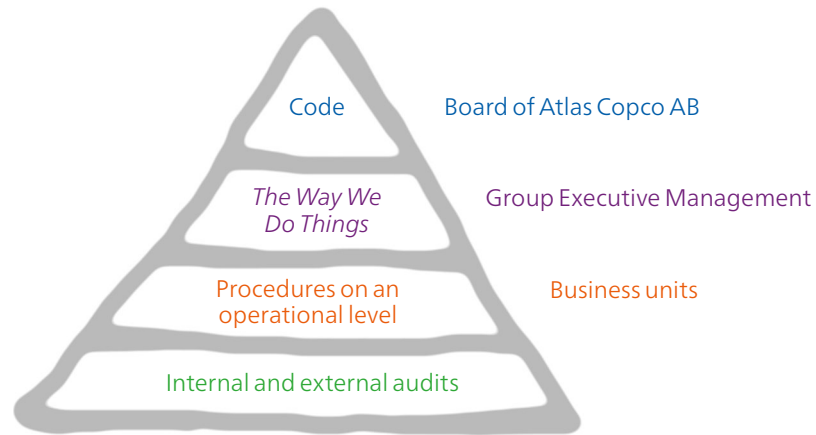 Code
Board of Atlas Copco AB
The Way We
Do Things
Group Executive Management
Procedures on an
operational level
Business units
Internal and external audits